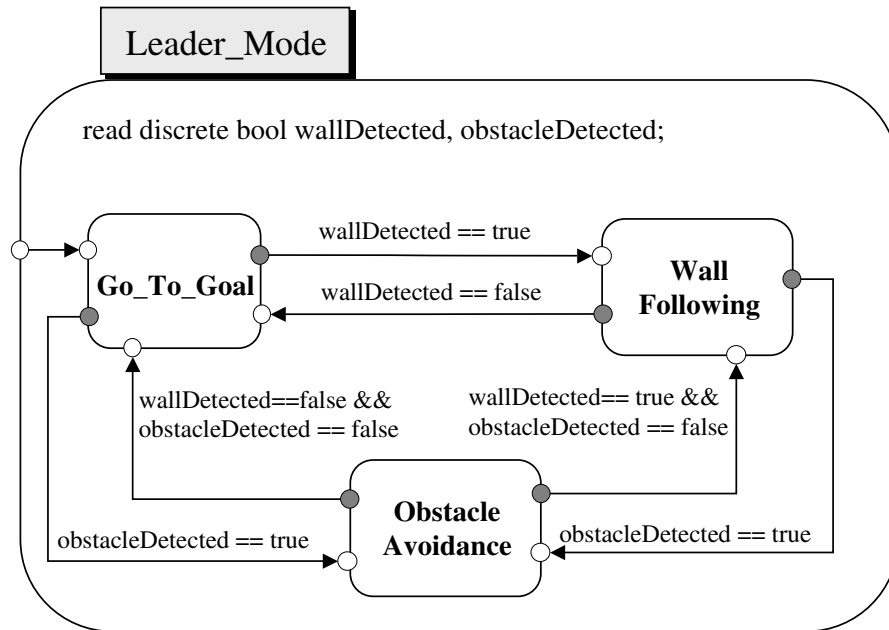 Leader_Mode
read discrete bool wallDetected, obstacleDetected;
wallDetected == true
Go_To_Goal
Wall
Following
wallDetected == false
wallDetected==false &&
obstacleDetected == false
wallDetected== true &&
obstacleDetected == false
Obstacle
Avoidance
obstacleDetected == true
obstacleDetected == true